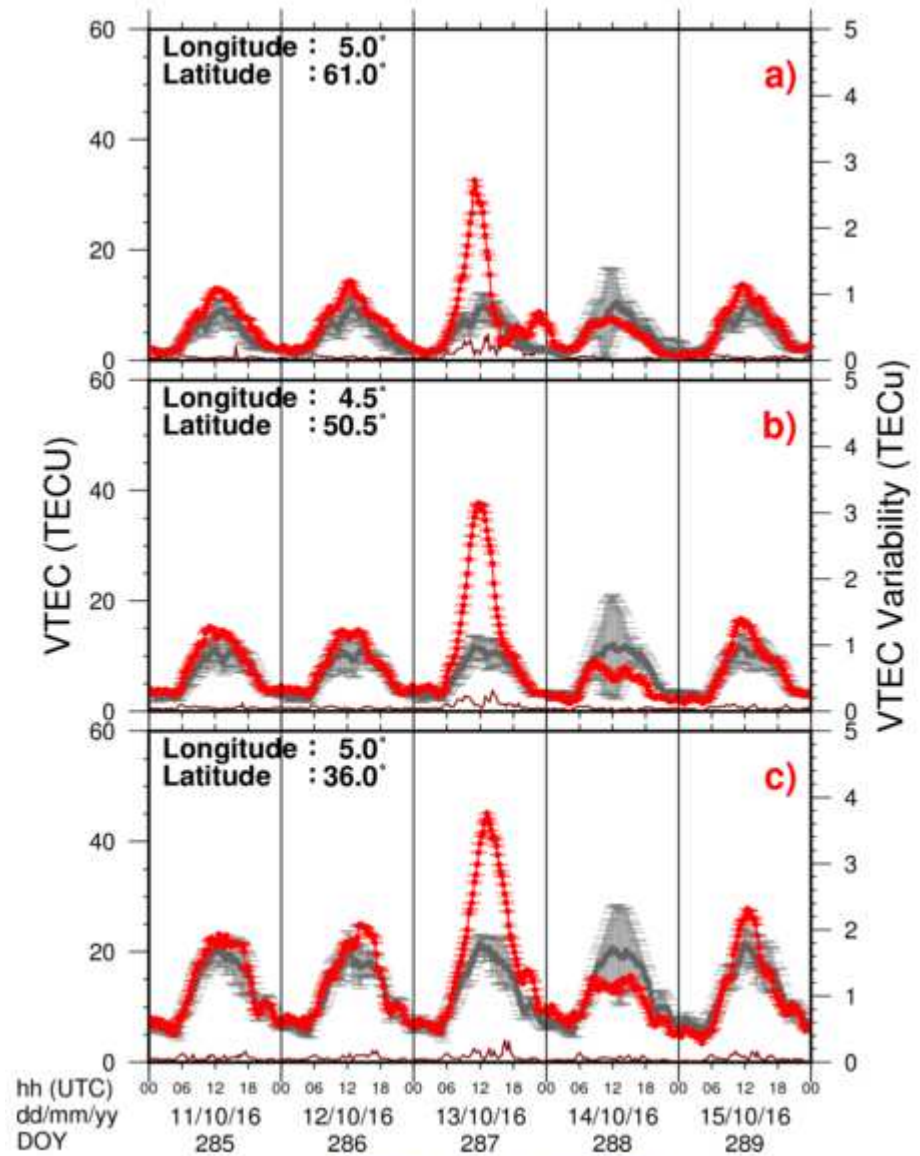 60
5
Longitude : 5.0°
Latitude : 61.0°
a)
4
40
3
20
2
1
0
0
60
5
Longitude : 4.5°
Latitude : 50.5°
b)
4
40
3
20
2
1
0
0
60
5
Longitude : 5.0°
Latitude : 36.0°
c)
4
40
3
20
2
1
0
0
VTEC (TECU)
VTEC Variability (TECu)
hh (UTC) 00 06 12 18 00 06 12 18 00 06 12 18 00 06 12 18 00 06 12 18 00
dd/mm/yy 11/10/16 12/10/16 13/10/16 14/10/16 15/10/16
DOY 285 286 287 288 289